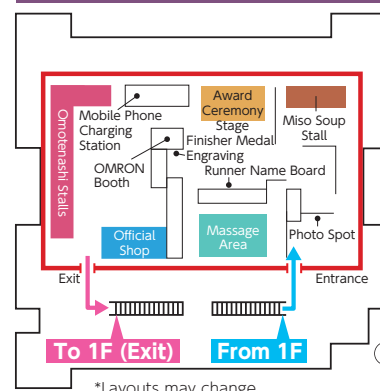 Omotenashi Stalls
Mobile Phone
Charging
Station
Award
Ceremony
Stage
Miso Soup
Stall
OMRON
Booth
Finisher Medal
Engraving
Runner Name Board
Official
Shop
Massage
Area
Photo Spot
Exit
Entrance
To 1F (Exit)
From 1F
*Layouts may change